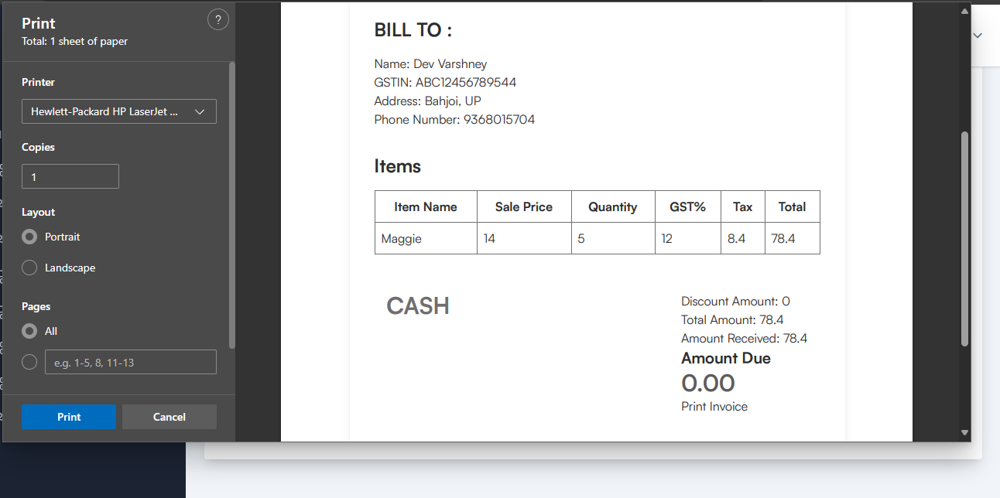 Print
Total: 1 sheet of paper
?
Printer
Hewlett-Packard HP LaserJet ...
Copies
1
Layout
Portrait
Landscape
Pages
All
e.g. 1-5, 8, 11-13
Print Cancel
BILL TO :
Name: Dev Varshney
GSTIN: ABC12456789544
Address: Bahjoi, UP
Phone Number: 9368015704
Items
Item Name Sale Price Quantity GST% Tax Total
Maggie 14 5 12 8.4 78.4
CASH
Discount Amount: 0
Total Amount: 78.4
Amount Received: 78.4
Amount Due
0.00
Print Invoice